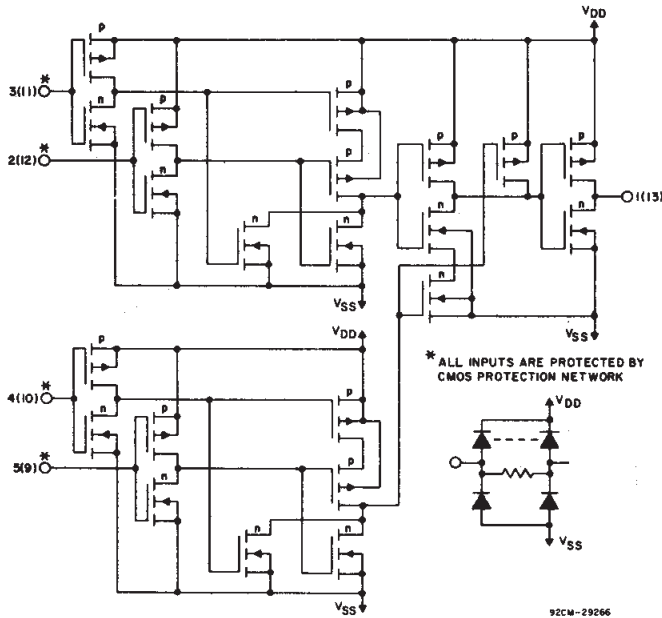 p
VDD
*
3(11)
n
p
p
*
2(12)
n
p
n
n
p
n
n
p
p
n
1(13)
VSS
VSS
VDD
* ALL INPUTS ARE PROTECTED BY
CMOS PROTECTION NETWORK
p
*
4(10)
n
p
p
*
5(9)
n
p
n
n
VSS
VDD
VSS
92CM-29266